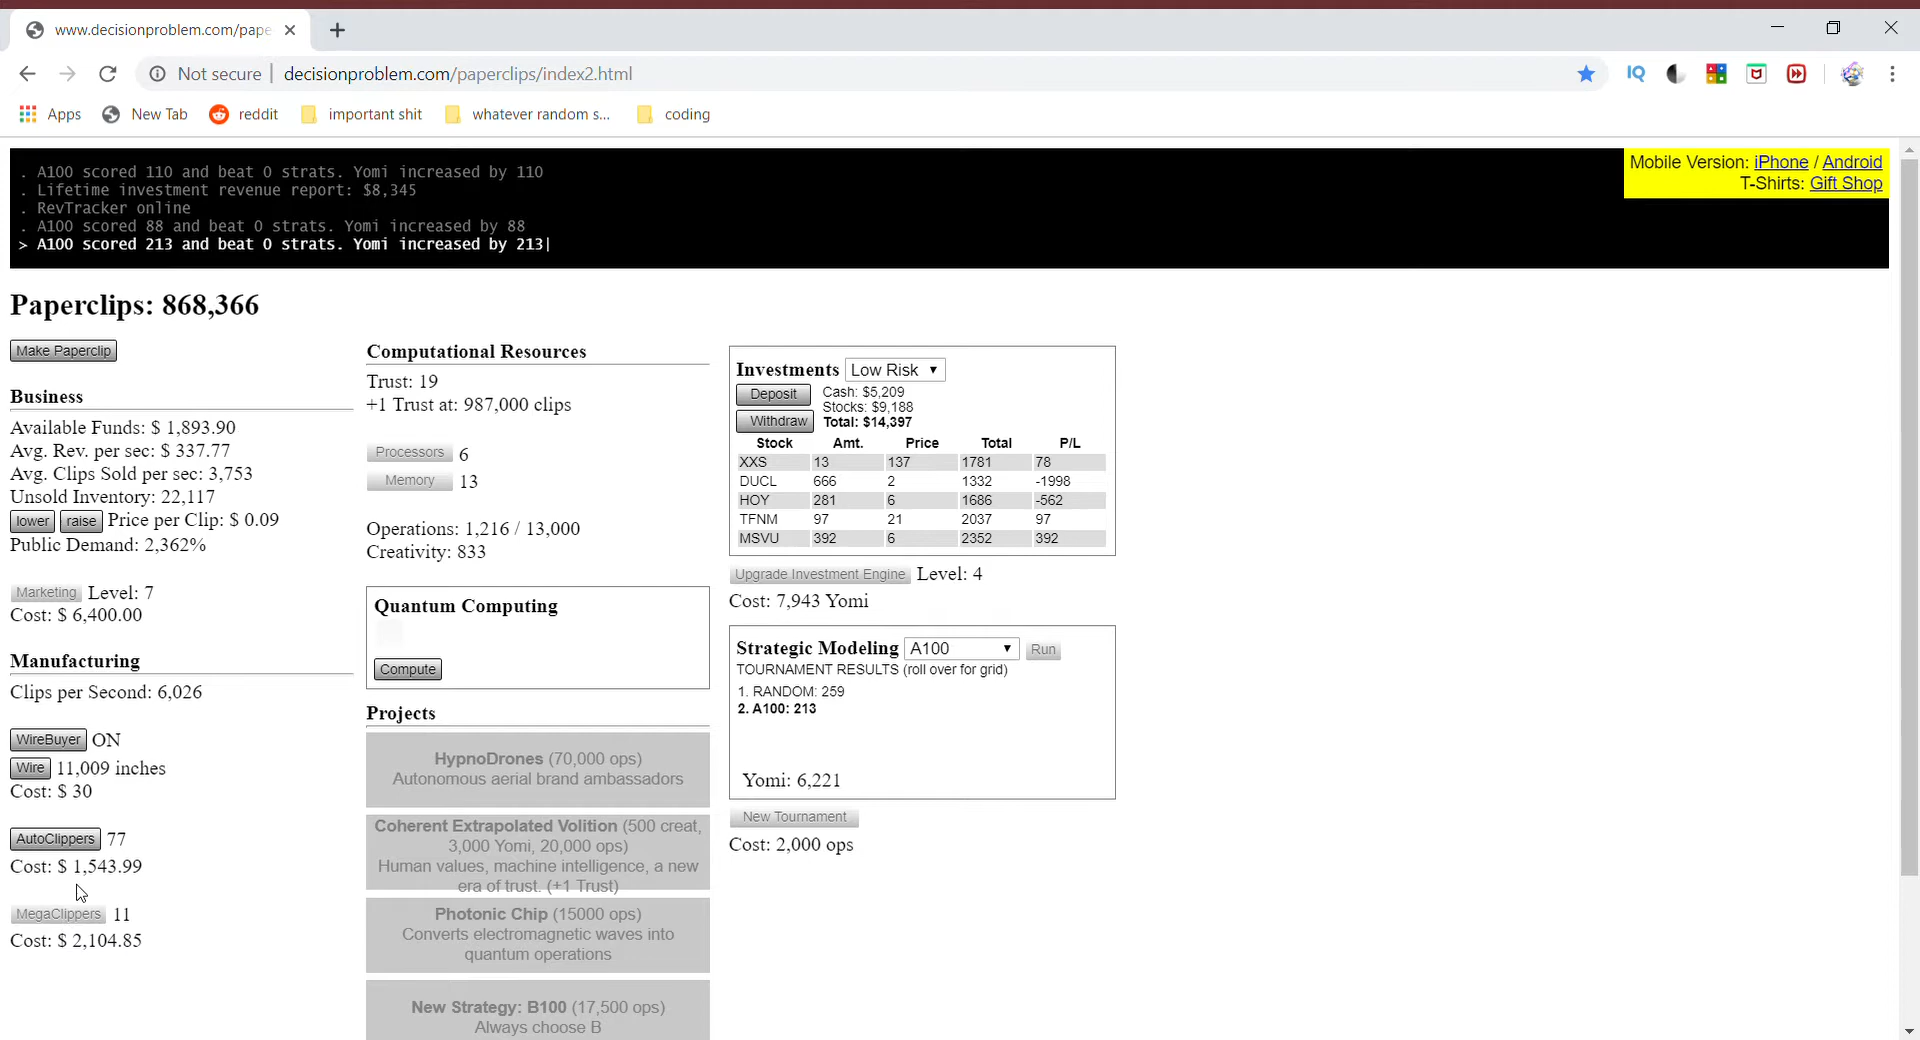 www.decisionproblem.com/pape
Not secure | decisionproblem.com/paperclips/index2.html
IQ
Apps New Tab reddit important shit whatever random s... coding
. A100 scored 110 and beat 0 strats. Yomi increased by 110
. Lifetime investment revenue report: $8,345
. RevTracker online
. A100 scored 88 and beat 0 strats. Yomi increased by 88
> A100 scored 213 and beat 0 strats. Yomi increased by 213|
Mobile Version: iPhone / Android
T-Shirts: Gift Shop
Paperclips: 868,366
Make Paperclip
Business
Available Funds: $ 1,893.90
Avg. Rev. per sec: $ 337.77
Avg. Clips Sold per sec: 3,753
Unsold Inventory: 22,117
lower raise Price per Clip: $ 0.09
Public Demand: 2,362%
Marketing Level: 7
Cost: $ 6,400.00
Manufacturing
Clips per Second: 6,026
WireBuyer ON
Wire 11,009 inches
Cost: $ 30
AutoClippers 77
Cost: $ 1,543.99
MegaClippers 11
Cost: $ 2,104.85
Computational Resources
Trust: 19
+1 Trust at: 987,000 clips
Processors 6
Memory 13
Operations: 1,216 / 13,000
Creativity: 833
Quantum Computing
Compute
Projects
HypnoDrones (70,000 ops)
Autonomous aerial brand ambassadors
Coherent Extrapolated Volition (500 creat,
3,000 Yomi, 20,000 ops)
Human values, machine intelligence, a new
era of trust. (+1 Trust)
Photonic Chip (15000 ops)
Converts electromagnetic waves into
quantum operations
New Strategy: B100 (17,500 ops)
Always choose B
Investments Low Risk
Deposit Cash: $5,209
Stocks: $9,188
Withdraw Total: $14,397
Stock Amt. Price Total P/L
XXS 13 137 1781 78
DUCL 666 2 1332 -1998
HOY 281 6 1686 -562
TFNM 97 21 2037 97
MSVU 392 6 2352 392
Upgrade Investment Engine Level: 4
Cost: 7,943 Yomi
Strategic Modeling A100 Run
TOURNAMENT RESULTS (roll over for grid)
1. RANDOM: 259
2. A100: 213
Yomi: 6,221
New Tournament
Cost: 2,000 ops